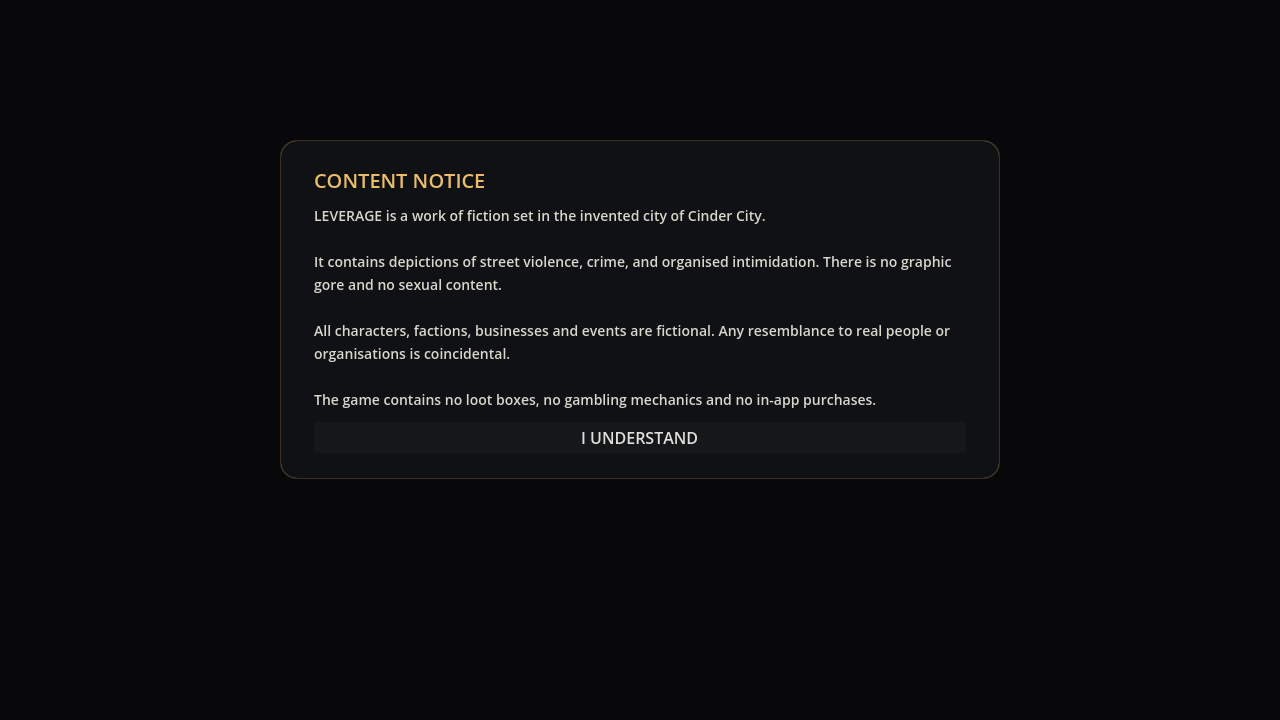 CONTENT NOTICE
LEVERAGE is a work of fiction set in the invented city of Cinder City.
It contains depictions of street violence, crime, and organised intimidation. There is no graphic
gore and no sexual content.
All characters, factions, businesses and events are fictional. Any resemblance to real people or
organisations is coincidental.
The game contains no loot boxes, no gambling mechanics and no in-app purchases.
I UNDERSTAND